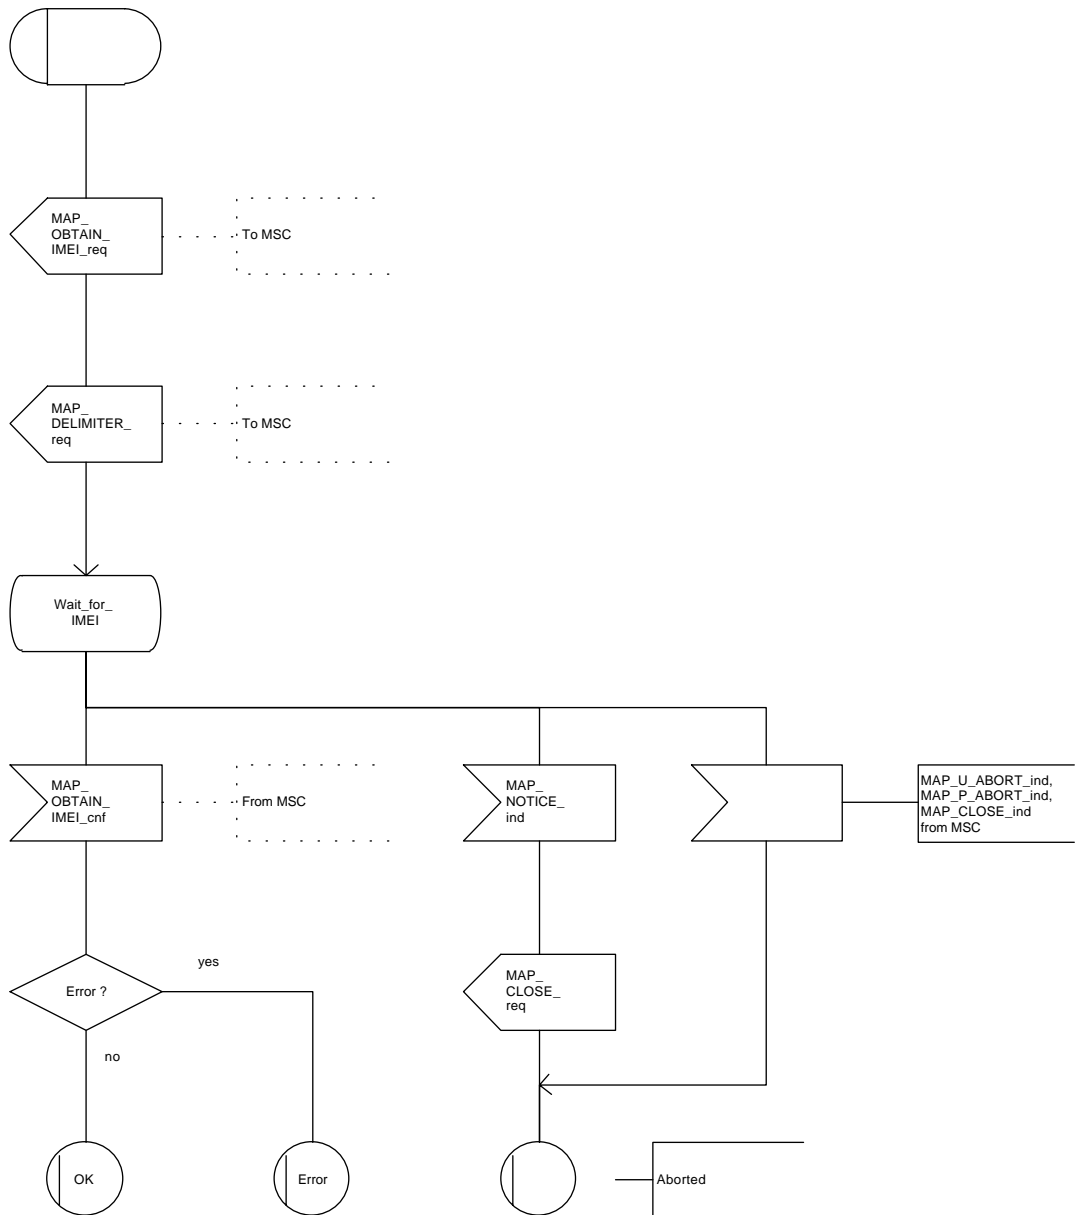 MAP_
OBTAIN_
IMEI_req
To MSC
MAP_
DELIMITER_
req
To MSC
Wait_for_
IMEI
MAP_
OBTAIN_
IMEI_cnf
From MSC
MAP_
NOTICE_
ind
MAP_U_ABORT_ind,
MAP_P_ABORT_ind,
MAP_CLOSE_ind
from MSC
Error ?
yes
no
MAP_
CLOSE_
req
OK
Error
Aborted